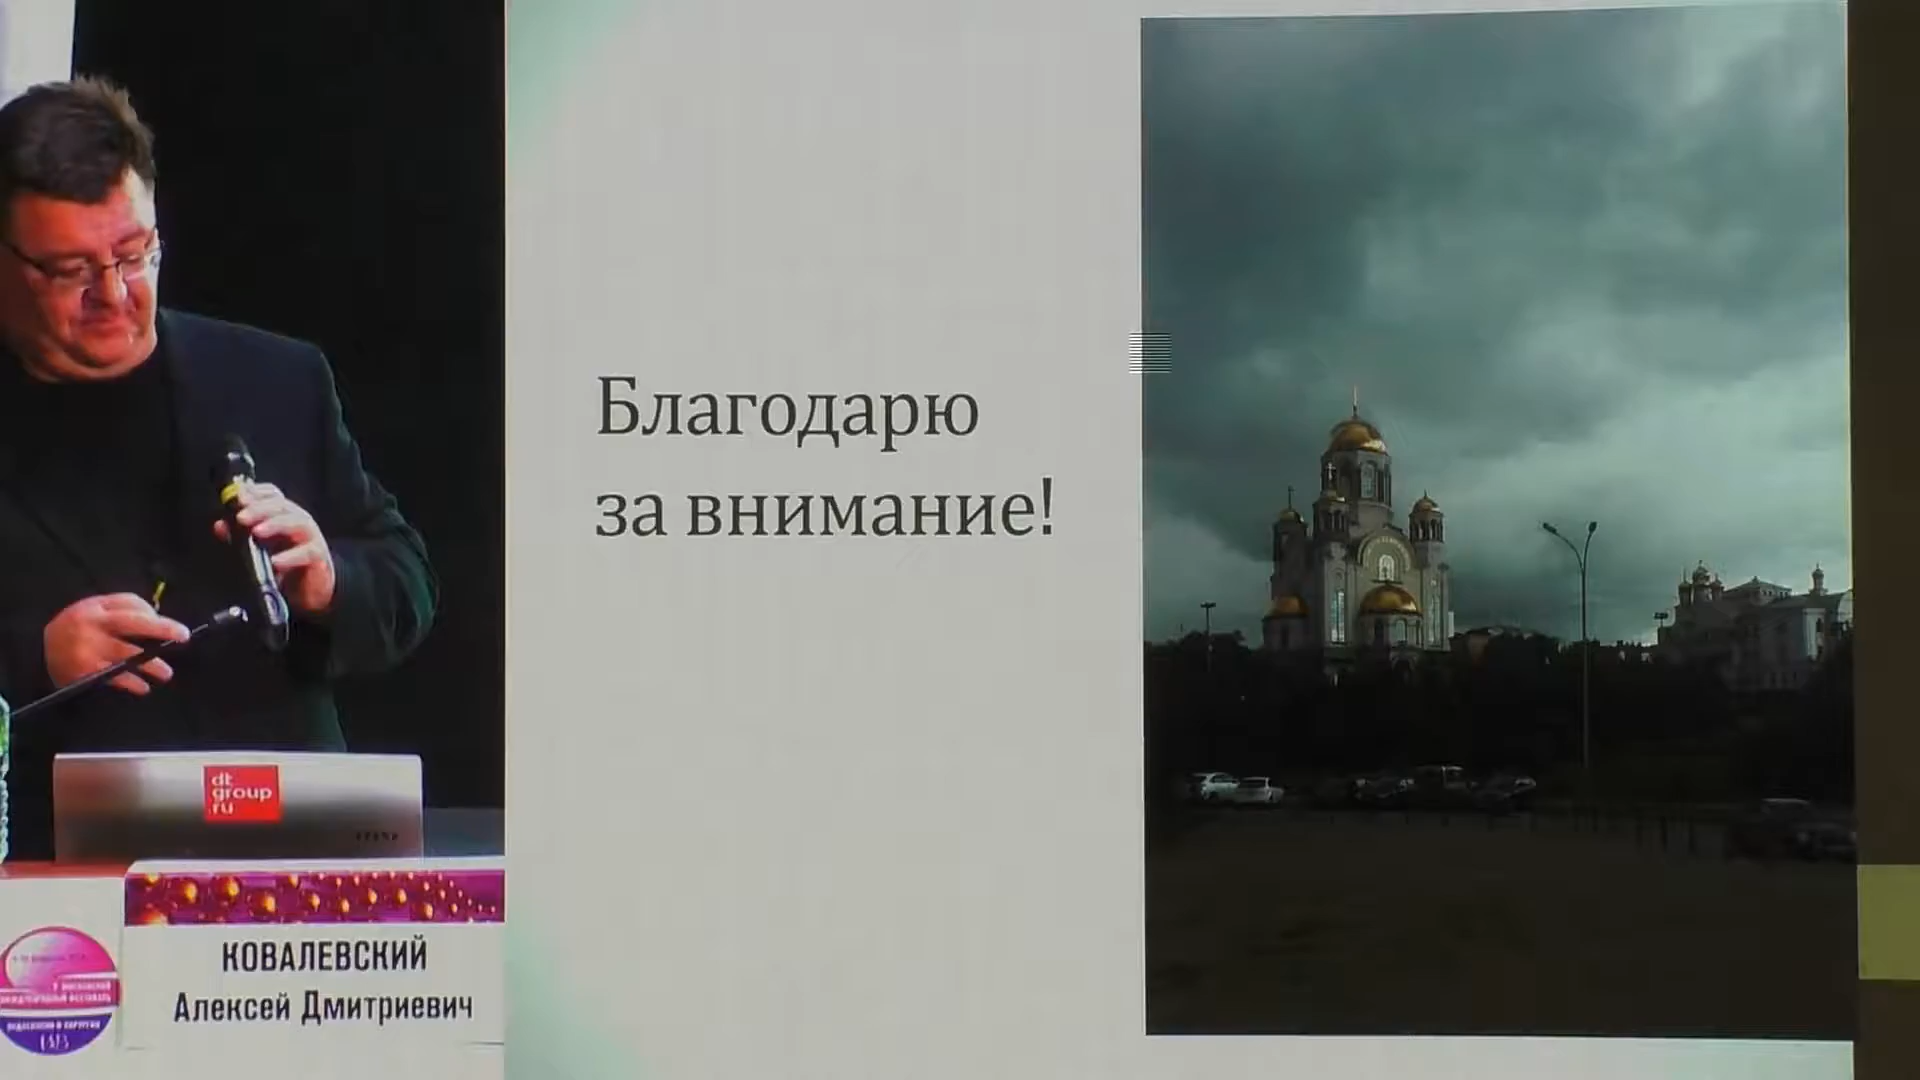 Благодарю
за внимание!
dt
group
.ru
КОВАЛЕВСКИЙ
Алексей Дмитриевич